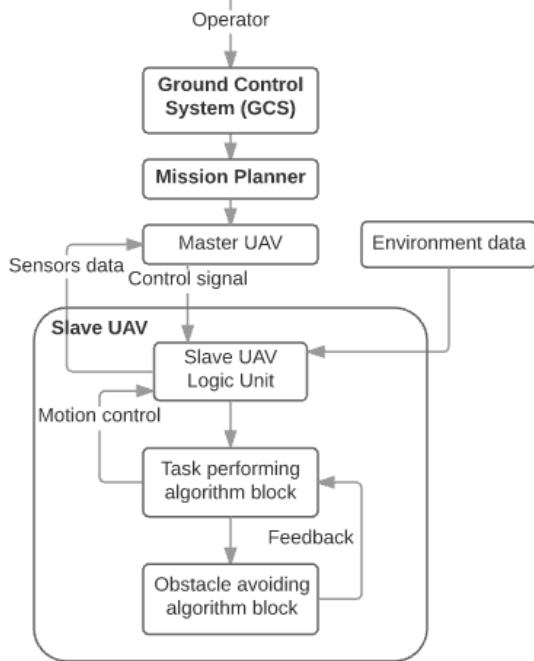 Operator
Ground Control
System (GCS)
Mission Planner
Master UAV
Environment data
Sensors data
Control signal
Slave UAV
Slave UAV
Logic Unit
Motion control
Task performing
algorithm block
Feedback
Obstacle avoiding
algorithm block